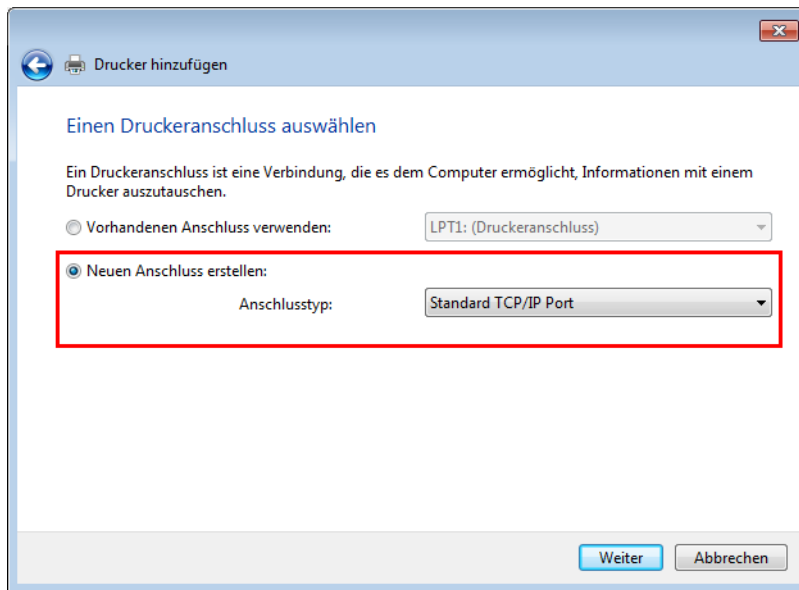 Drucker hinzufügen
Einen Druckeranschluss auswählen
Ein Druckeranschluss ist eine Verbindung, die es dem Computer ermöglicht, Informationen mit einem
Drucker auszutauschen.
Vorhandenen Anschluss verwenden: LPT1: (Druckeranschluss)
Neuen Anschluss erstellen:
Anschlusstyp: Standard TCP/IP Port
Weiter Abbrechen